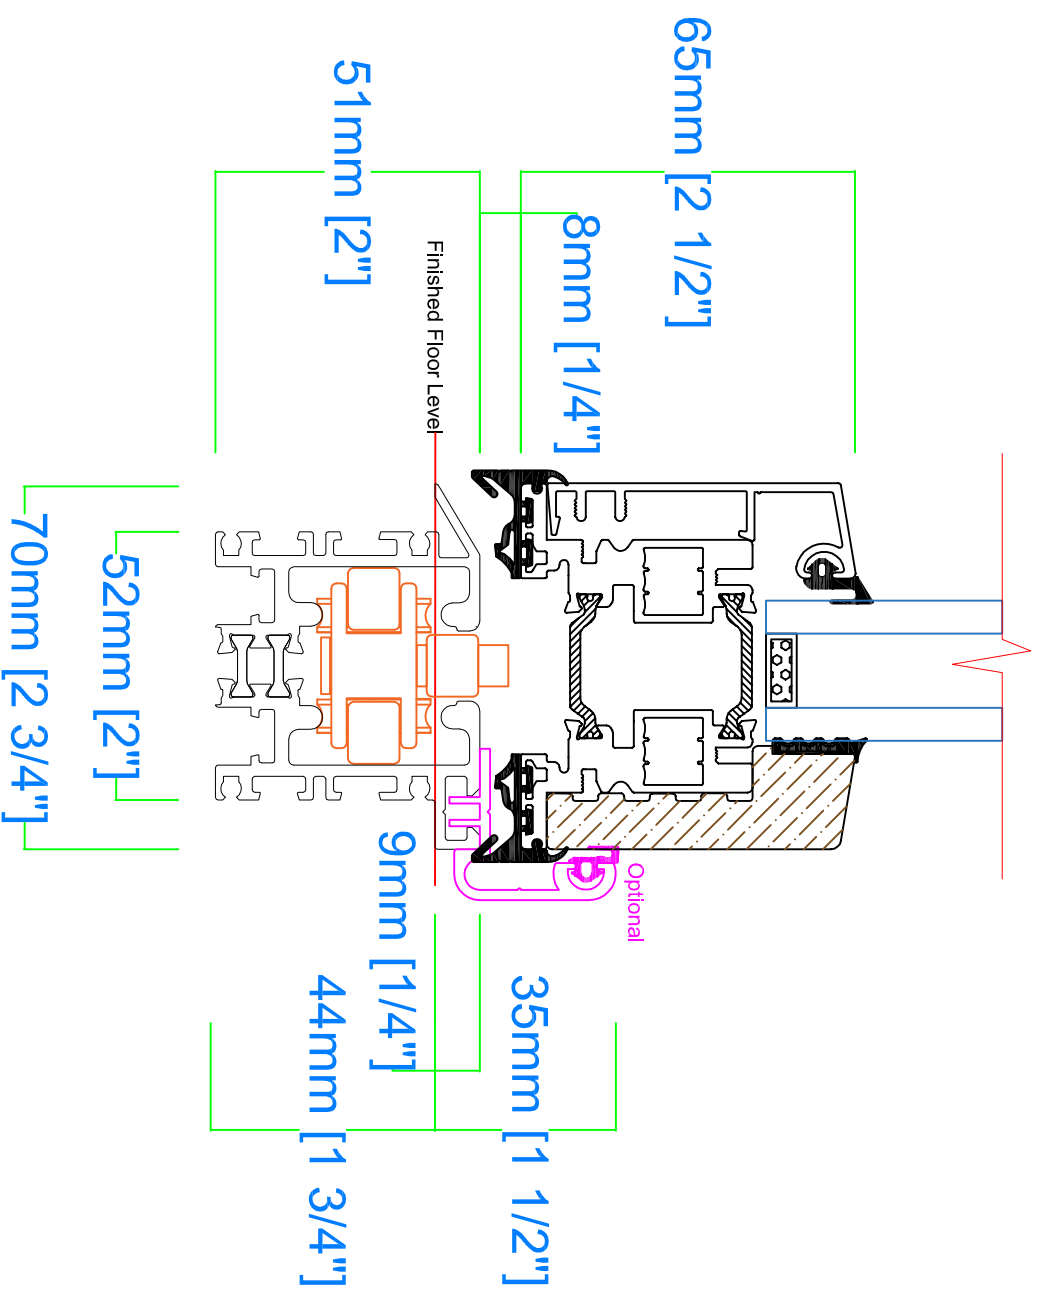 65mm [2 1/2"]
8mm [1/4"]
51mm [2"]
Finished Floor Level
52mm [2"]
70mm [2 3/4"]
Optional
35mm [1 1/2"]
9mm [1/4"]
44mm [1 3/4"]